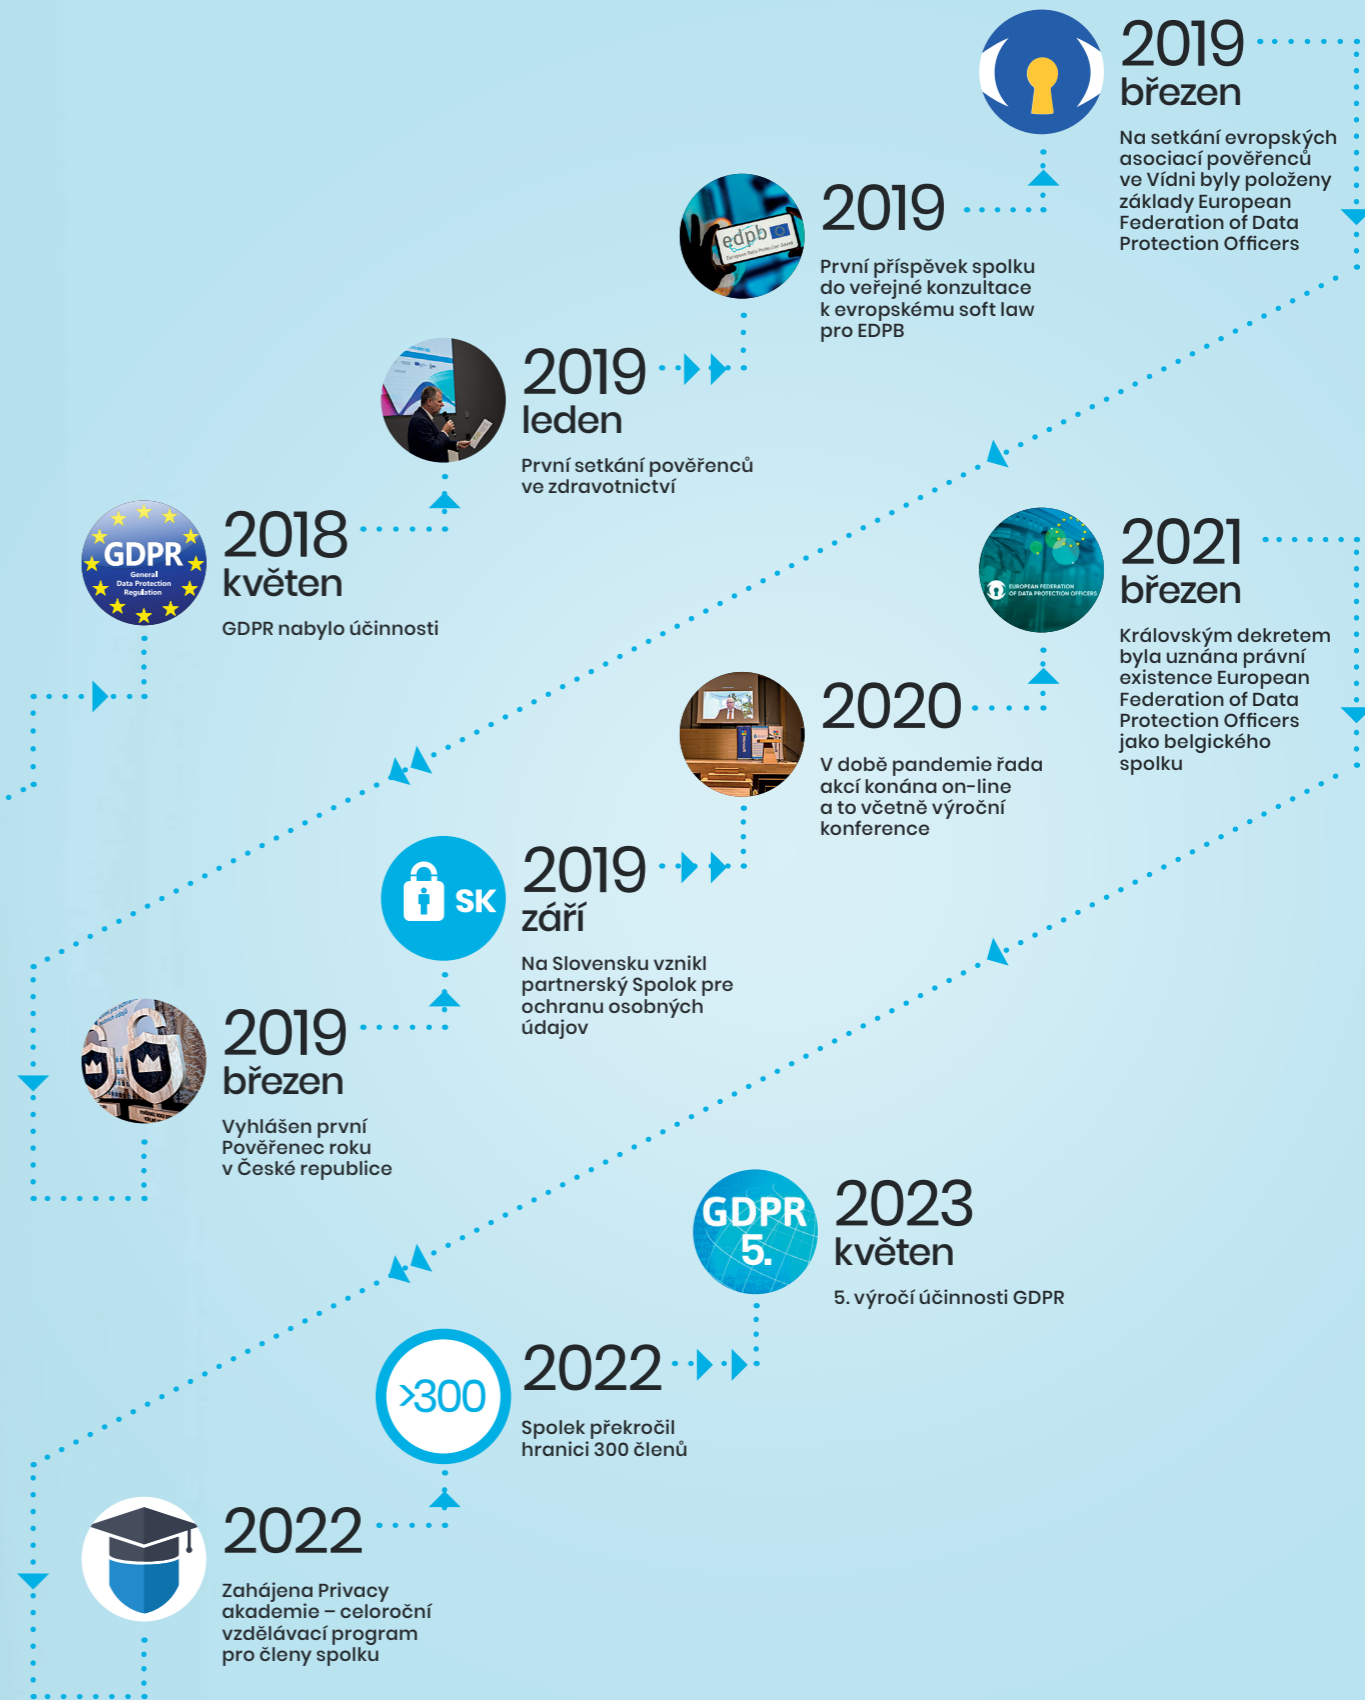 GDPR
General
Data Protection
Regulation
2018
květen
GDPR nabylo účinnosti
2019
leden
První setkání pověřenců
ve zdravotnictví
edpb
European Data Protection Board
2019
První příspěvek spolku
do veřejné konzultace
k evropskému soft law
pro EDPB
2019
březen
Na setkání evropských
asociací pověřenců
ve Vídni byly položeny
základy European
Federation of Data
Protection Officers
2019
březen
Vyhlášen první
Pověřenec roku
v České republice
SK
2019
září
Na Slovensku vznikl
partnerský Spolok pre
ochranu osobných
údajov
2020
V době pandemie řada
akcí konána on-line
a to včetně výroční
konference
EUROPEAN FEDERATION
OF DATA PROTECTION OFFICERS
2021
březen
Královským dekretem
byla uznána právní
existence European
Federation of Data
Protection Officers
jako belgického
spolku
2022
Zahájena Privacy
akademie – celoroční
vzdělávací program
pro členy spolku
>300
2022
Spolek překročil
hranici 300 členů
GDPR
5.
2023
květen
5. výročí účinnosti GDPR